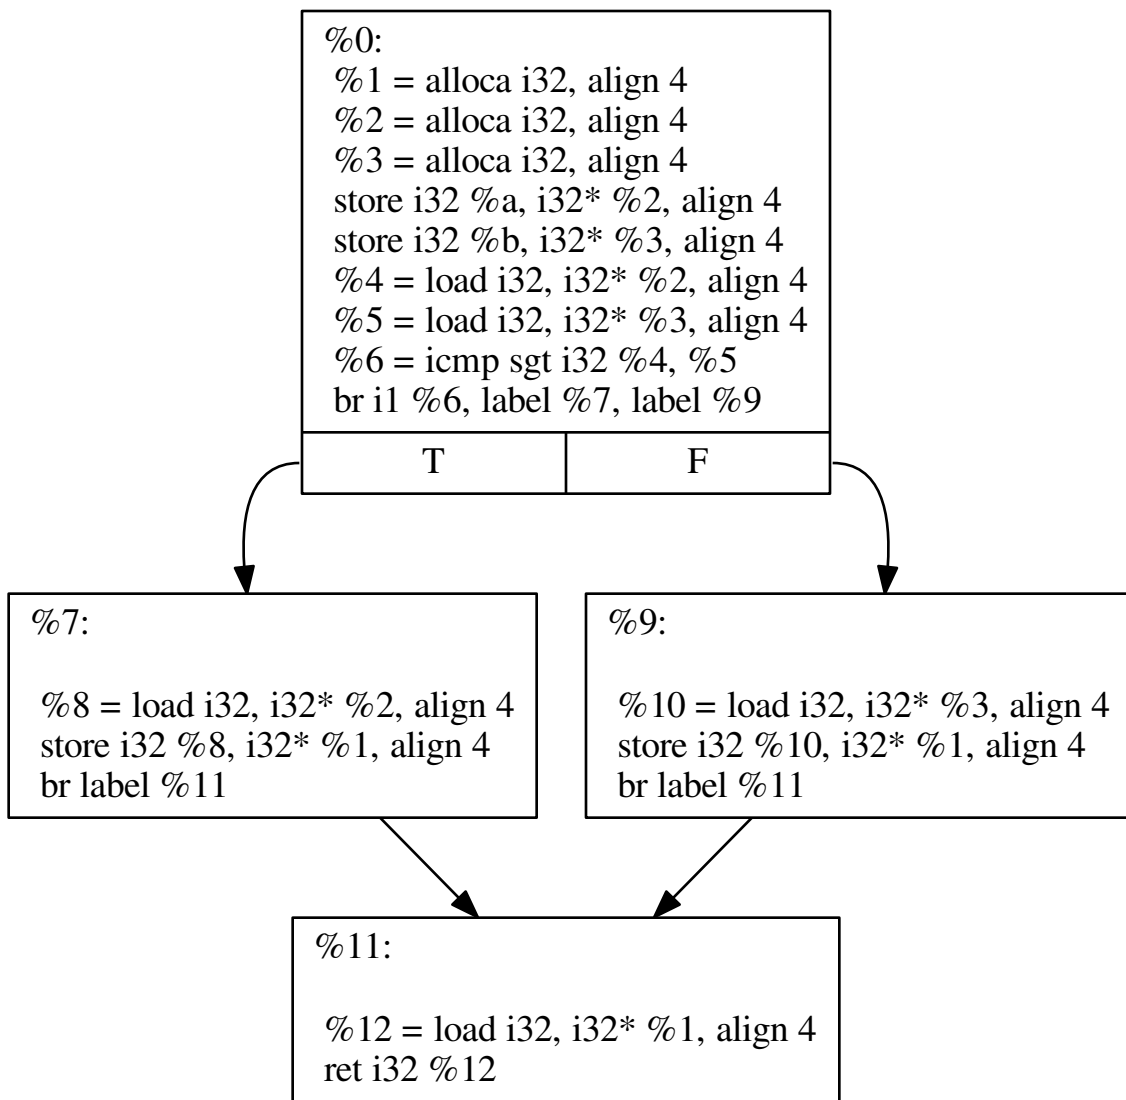 %0:
%1 = alloca i32, align 4
%2 = alloca i32, align 4
%3 = alloca i32, align 4
store i32 %a, i32* %2, align 4
store i32 %b, i32* %3, align 4
%4 = load i32, i32* %2, align 4
%5 = load i32, i32* %3, align 4
%6 = icmp sgt i32 %4, %5
br i1 %6, label %7, label %9
T
F
%7:
%8 = load i32, i32* %2, align 4
store i32 %8, i32* %1, align 4
br label %11
%9:
%10 = load i32, i32* %3, align 4
store i32 %10, i32* %1, align 4
br label %11
%11:
%12 = load i32, i32* %1, align 4
ret i32 %12